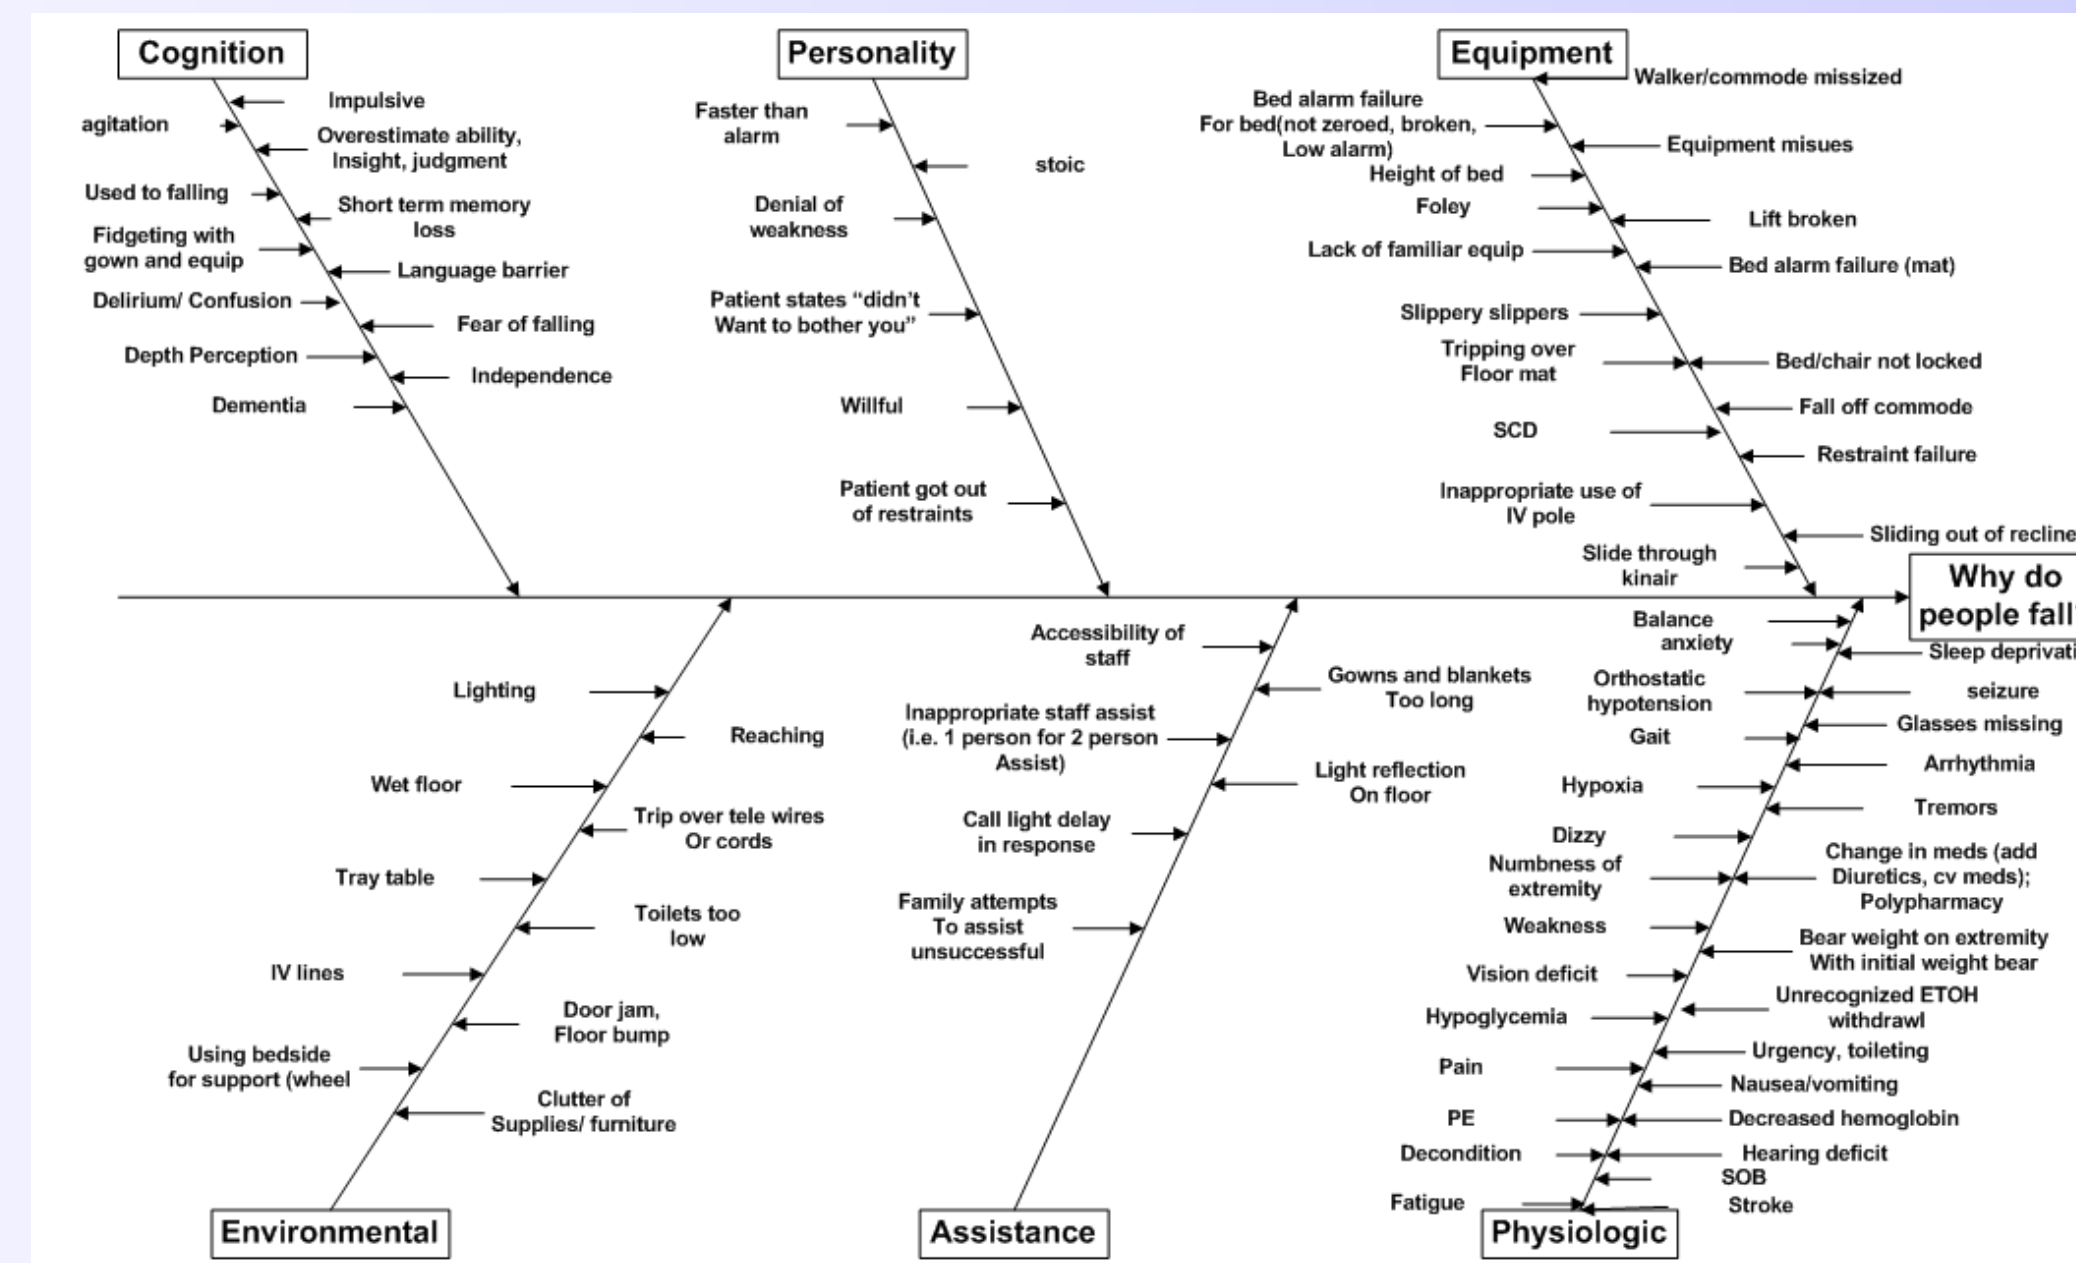 Cognition
Impulsive
agitation
Overestimate ability,
Insight, judgment
Used to falling
Short term memory
loss
Fidgeting with
gown and equip
Language barrier
Delirium/ Confusion
Fear of falling
Depth Perception
Independence
Dementia
Personality
Faster than
alarm
stoic
Denial of
weakness
Patient states “didn’t
Want to bother you”
Willful
Patient got out
of restraints
Equipment
Walker/commode missized
Bed alarm failure
For bed(not zeroed, broken,
Low alarm)
Equipment misues
Height of bed
Foley
Lift broken
Lack of familiar equip
Bed alarm failure (mat)
Slippery slippers
Tripping over
Floor mat
Bed/chair not locked
Fall off commode
SCD
Restraint failure
Inappropriate use of
IV pole
Sliding out of recline
Slide through
kinair
Why do
people fall?
Lighting
Reaching
Wet floor
Trip over tele wires
Or cords
Tray table
Toilets too
low
IV lines
Door jam,
Floor bump
Using bedside
for support (wheel
Clutter of
Supplies/ furniture
Environmental
Accessibility of
staff
Gowns and blankets
Too long
Inappropriate staff assist
(i.e. 1 person for 2 person
Assist)
Light reflection
On floor
Call light delay
in response
Family attempts
To assist
unsuccessful
Assistance
Balance
anxiety
Sleep deprivati
Orthostatic
hypotension
seizure
Glasses missing
Gait
Arrhythmia
Hypoxia
Tremors
Dizzy
Numbness of
extremity
Change in meds (add
Diuretics, cv meds);
Polypharmacy
Weakness
Bear weight on extremity
With initial weight bear
Vision deficit
Unrecognized ETOH
withdrawl
Hypoglycemia
Urgency, toileting
Pain
Nausea/vomiting
PE
Decreased hemoglobin
Decondition
Hearing deficit
SOB
Fatigue
Stroke
Physiologic